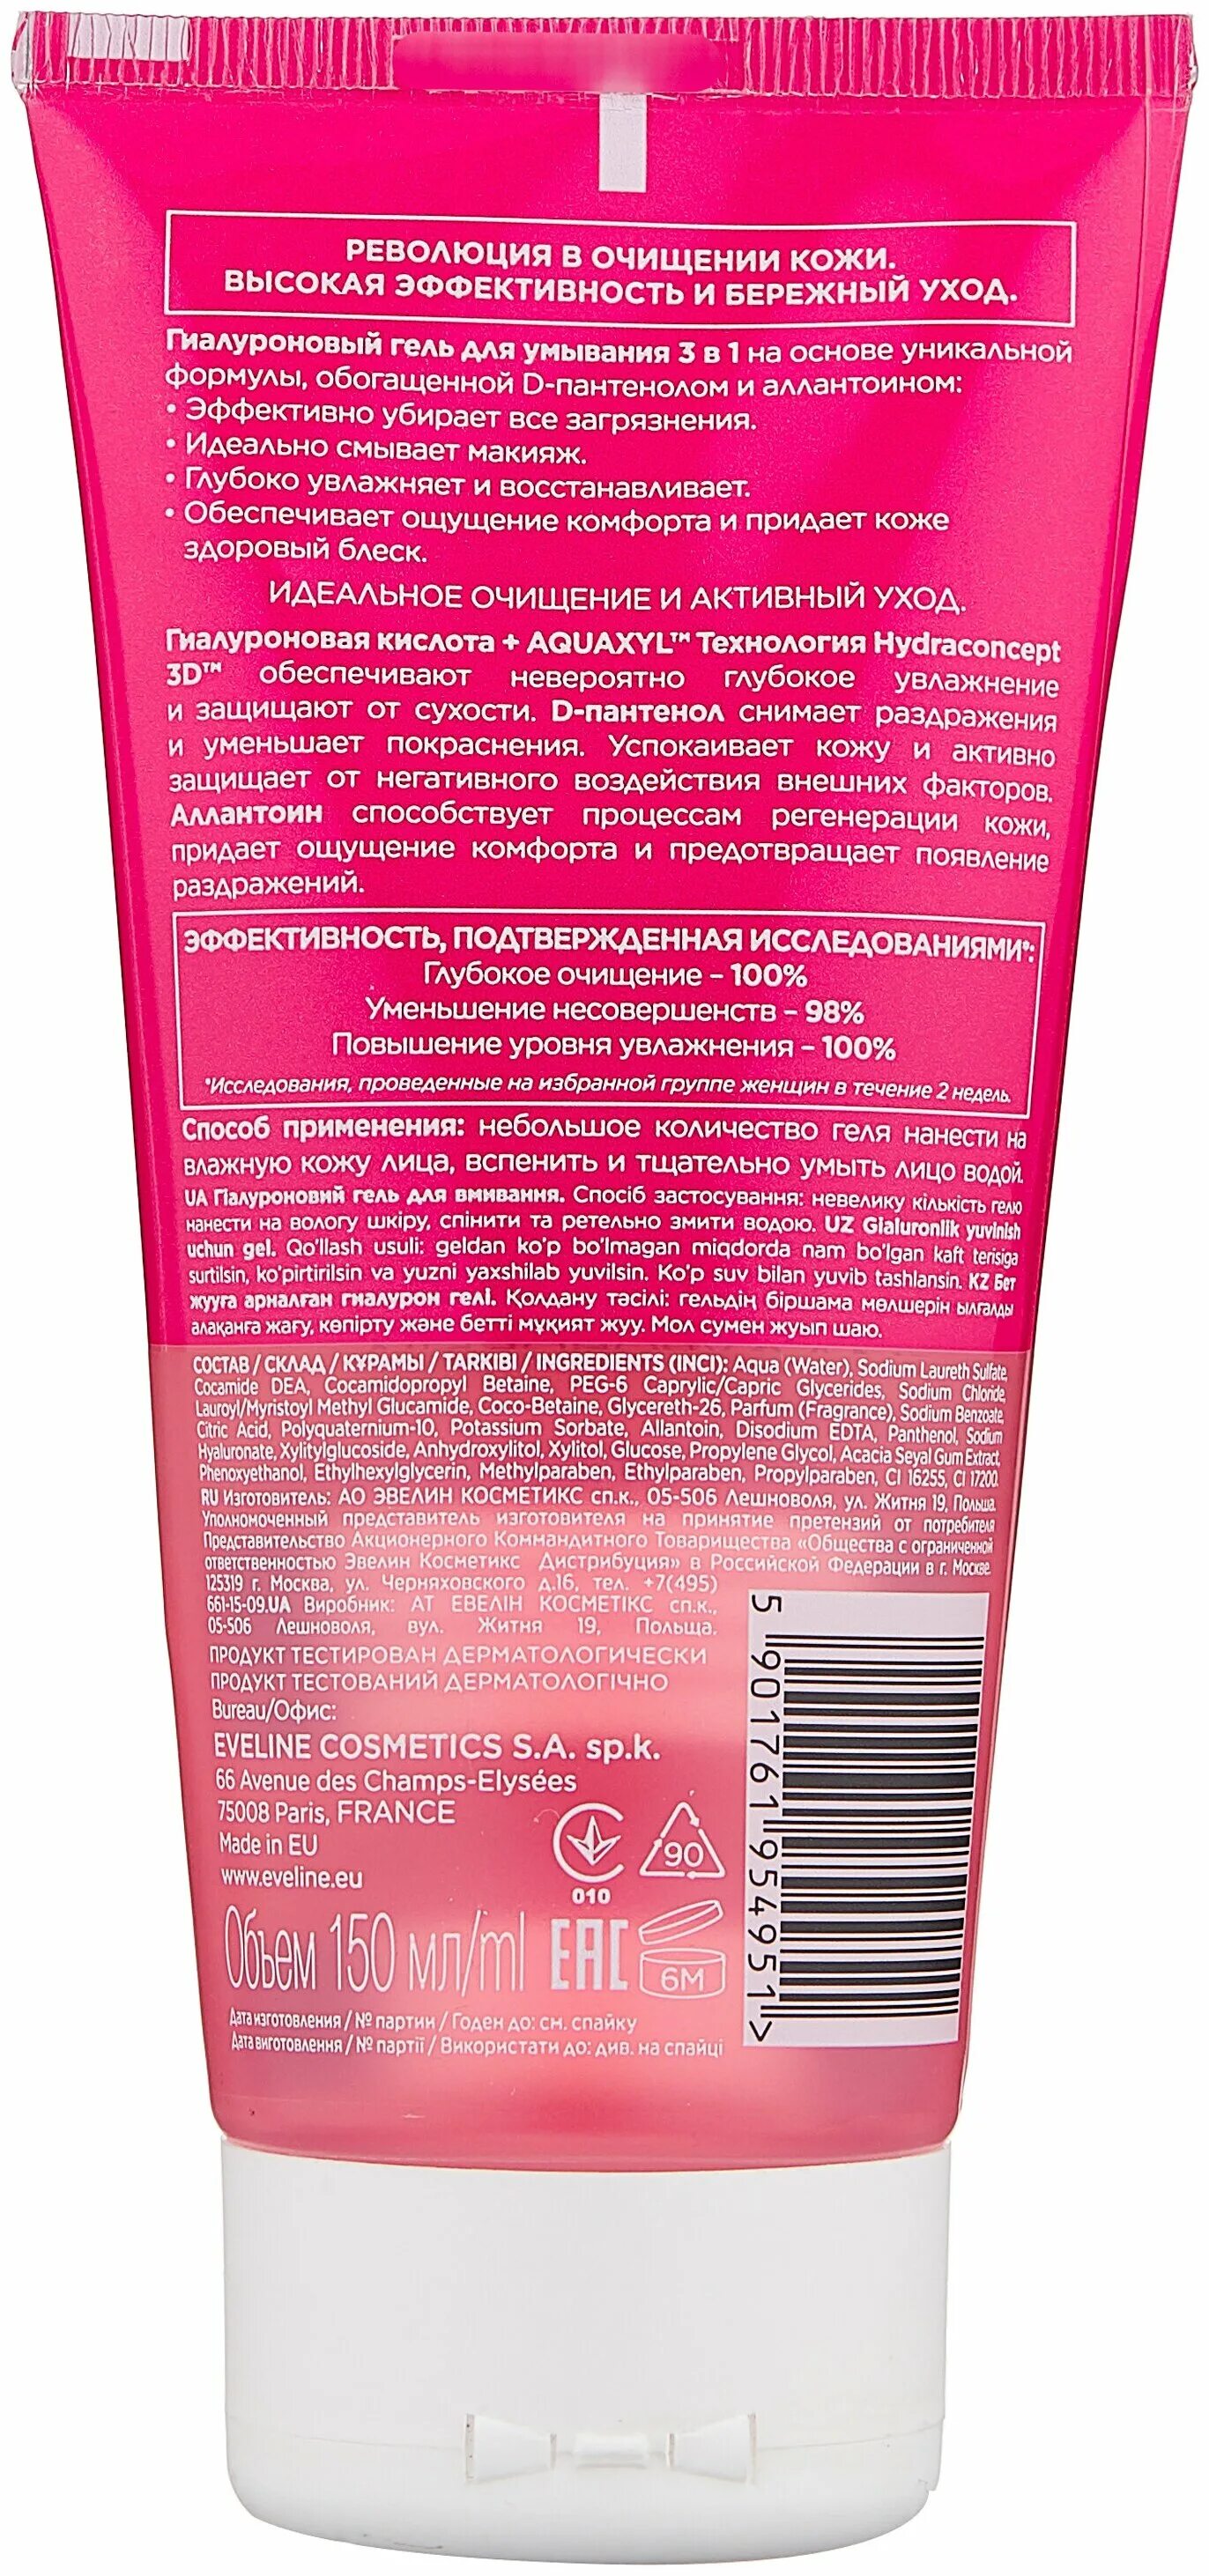 РЕВОЛЮЦИЯ В ОЧИЩЕНИИ КОЖИ.
ВЫСОКАЯ ЭФФЕКТИВНОСТЬ И БЕРЕЖНЫЙ УХОД.
Гиалуроновый гель для умывания 3 в 1 на основе уникальной
формулы, обогащенной D-пантенолом и аллантоином:
• Эффективно убирает все загрязнения.
• Идеально смывает макияж.
• Глубоко увлажняет и восстанавливает.
• Обеспечивает ощущение комфорта и придает коже
здоровый блеск.
ИДЕАЛЬНОЕ ОЧИЩЕНИЕ И АКТИВНЫЙ УХОД.
Гиалуроновая кислота + AQUAXYL™ Технология Hydraconcept
3D™ обеспечивают невероятно глубокое увлажнение
и защищают от сухости. D-пантенол снимает раздражения
и уменьшает покраснения. Успокаивает кожу и активно
защищает от негативного воздействия внешних факторов.
Аллантоин способствует процессам регенерации кожи,
придает ощущение комфорта и предотвращает появление
раздражений.
ЭФФЕКТИВНОСТЬ, ПОДТВЕРЖДЕННАЯ ИССЛЕДОВАНИЯМИ*:
Глубокое очищение – 100%
Уменьшение несовершенств – 98%
Повышение уровня увлажнения – 100%
*Исследования, проведенные на избранной группе женщин в течение 2 недель.
Способ применения: небольшое количество геля нанести на
влажную кожу лица, вспенить и тщательно умыть лицо водой.
UA Гіалуроновий гель для вмивання. Спосіб застосування: невелику кількість гелю
нанести на вологу шкіру, спінити та ретельно змити водою. UZ Gialuronlik yuvinish
uchun gel. Qo'llash usuli: geldan ko'p bo'lmagan miqdorda nam bo'lgan kaft terisiga
surtilsin, ko'pirtirilsin va yuzni yaxshilab yuvilsin. Ko'p suv bilan yuvib tashlansin. KZ Бет
жууға арналған гиалурон гелі. Қолдану тәсілі: гельдің біршама мөлшерін ылғалды
алақанға жағу, көпірту және бетті мұқият жуу. Мол сумен жуып шаю.
СОСТАВ / СКЛАД / ҚҰРАМЫ / TARKIBI / INGREDIENTS (INCI): Aqua (Water), Sodium Laureth Sulfate,
Cocamide DEA, Cocamidopropyl Betaine, PEG-6 Caprylic/Capric Glycerides, Sodium Chloride,
Lauroyl/Myristoyl Methyl Glucamide, Coco-Betaine, Glycereth-26, Parfum (Fragrance), Sodium Benzoate,
Citric Acid, Polyquaternium-10, Potassium Sorbate, Allantoin, Disodium EDTA, Panthenol, Sodium
Hyaluronate, Xylitylglucoside, Anhydroxylitol, Xylitol, Glucose, Propylene Glycol, Acacia Seyal Gum Extract,
Phenoxyethanol, Ethylhexylglycerin, Methylparaben, Ethylparaben, Propylparaben, CI 16255, CI 17200.
RU Изготовитель: АО ЭВЕЛИН КОСМЕТИКС сп.к., 05-506 Лешноволя, ул. Житня 19, Польша.
Уполномоченный представитель изготовителя на принятие претензий от потребителя
Представительство Акционерного Коммандитного Товарищества «Общества с ограниченной
ответственностью Эвелин Косметикс Дистрибуция» в Российской Федерации в г. Москве.
125319 г. Москва, ул. Черняховского д.16, тел. +7(495)
661-15-09.UA Виробник: АТ ЕВЕЛІН КОСМЕТІКС сп.к.,
05-506 Лешноволя, вул. Житня 19, Польща.
ПРОДУКТ ТЕСТИРОВАН ДЕРМАТОЛОГИЧЕСКИ
ПРОДУКТ ТЕСТОВАНИЙ ДЕРМАТОЛОГІЧНО
Bureau/Офис:
EVELINE COSMETICS S.A. sp.k.
66 Avenue des Champs-Elysées
75008 Paris, FRANCE
Made in EU
www.eveline.eu
010
90
Объем 150 мл/ml
EAC
6M
Дата изготовления / № партии / Годен до: см. спайку
Дата виготовлення / № партії / Використати до: див. на спайці
5 901761 954951 >